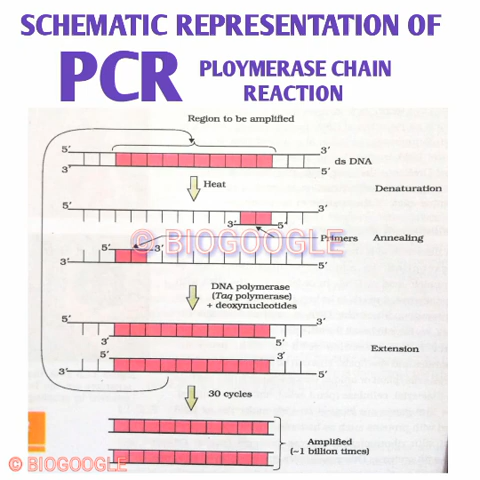 SCHEMATIC REPRESENTATION OF
PCR PLOYMERASE CHAIN
REACTION
Region to be amplified
5' 3'
ds DNA
3' 5'
Heat
Denaturation
5' 3'
3' 5'
Primers Annealing
© BIOGOOGLE
5' 3'
3' 5'
DNA polymerase
(Taq polymerase)
+ deoxynucleotides
5' 3'
3' 5'
Extension
5' 3'
3' 5'
30 cycles
Amplified
(~1 billion times)
© BIOGOOGLE